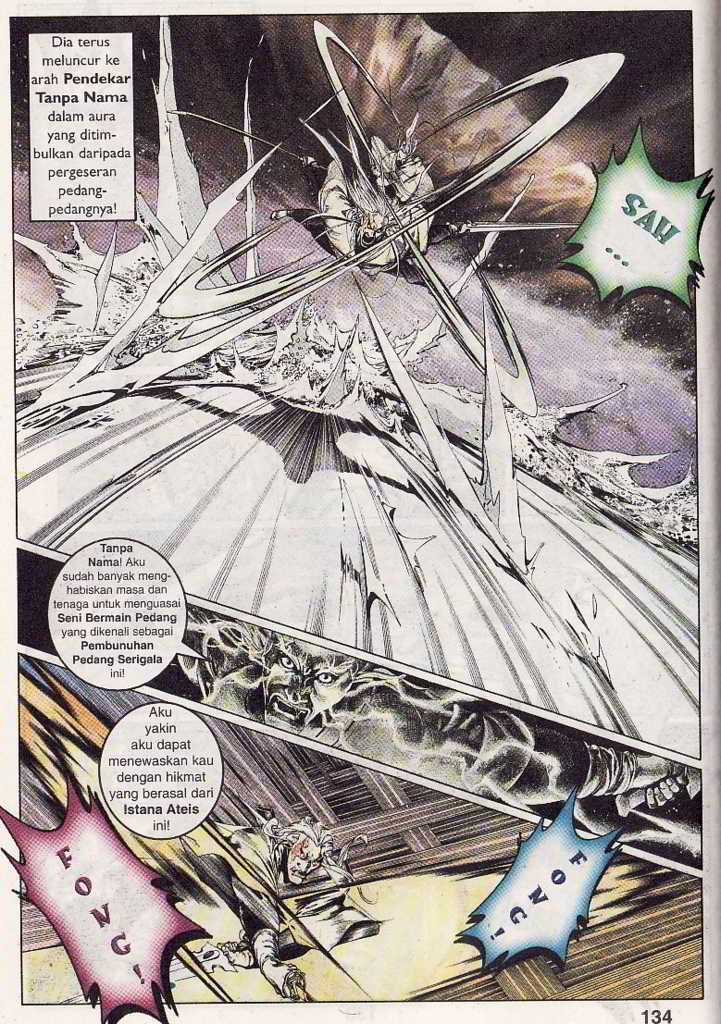 Dia terus
meluncur ke
arah Pendekar
Tanpa Nama
dalam aura
yang ditim-
bulkan daripada
pergeseran
pedang-
pedangnya!
SAH
...
Tanpa
Nama! Aku
sudah banyak meng-
habiskan masa dan
tenaga untuk menguasai
Seni Bermain Pedang
yang dikenali sebagai
Pembunuhan
Pedang Serigala
ini!
Aku
yakin
aku dapat
menewaskan kau
dengan hikmat
yang berasal dari
Istana Ateis
ini!
FONG!
FONG!
134